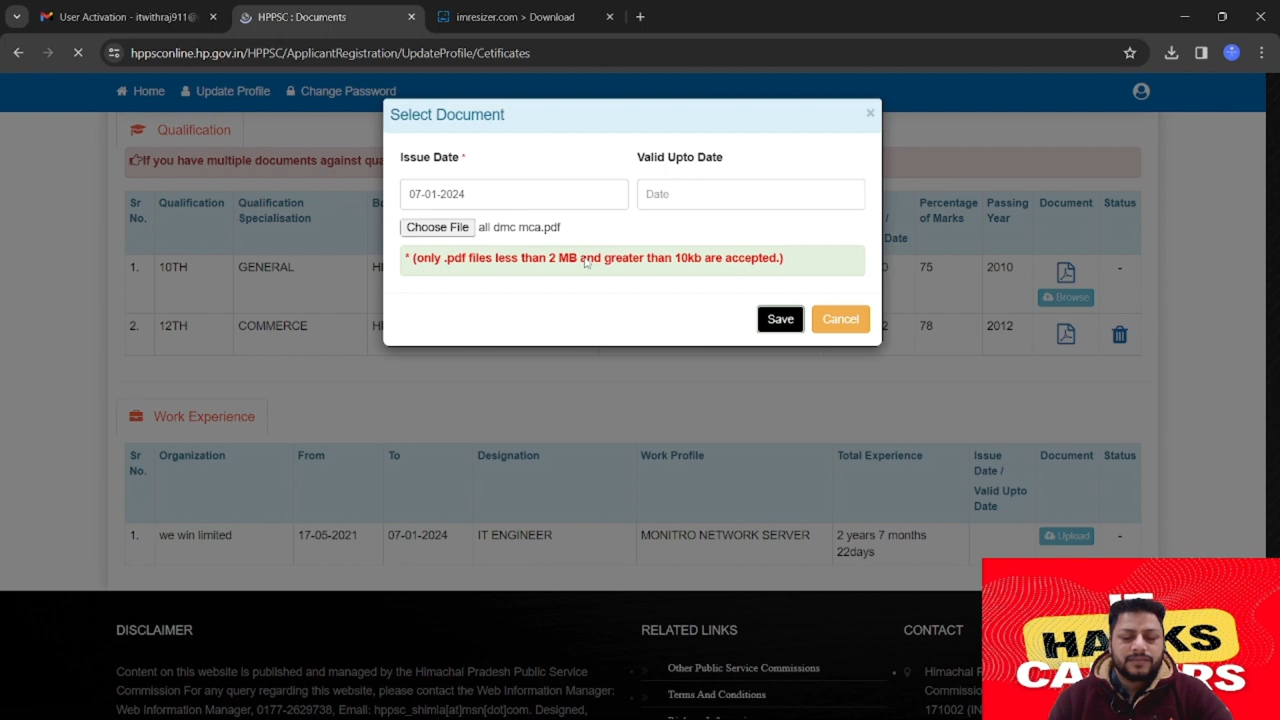 User Activation - itwithraj911@
HPPSC : Documents
imresizer.com > Download
hppsconline.hp.gov.in/HPPSC/ApplicantRegistration/UpdateProfile/Cetificates
Home Update Profile Change Password
Select Document
×
Issue Date *
Valid Upto Date
07-01-2024
Date
Choose File all dmc mca.pdf
* (only .pdf files less than 2 MB and greater than 10kb are accepted.)
Save
Cancel
Qualification
If you have multiple documents against
Sr No. Qualification Qualification Specialisation / Date Percentage of Marks Passing Year Document Status
1. 10TH GENERAL 75 2010 -
Browse
2. 12TH COMMERCE 78 2012
Work Experience
Sr No. Organization From To Designation Work Profile Total Experience Issue Date / Valid Upto Date Document Status
1. we win limited 17-05-2021 07-01-2024 IT ENGINEER MONITRO NETWORK SERVER 2 years 7 months 22days Upload -
DISCLAIMER
Content on this website is published and managed by the Himachal Pradesh Public Service
Commission For any query regarding this website, please contact the Web Information Manager:
Web Information Manager, 0177-2629738, Email: hppsc_shimla[at]msn[dot]com. Designed,
RELATED LINKS
Other Public Service Commissions
Terms And Conditions
CONTACT
171002 (IN
IT
HACKS
CAREERS